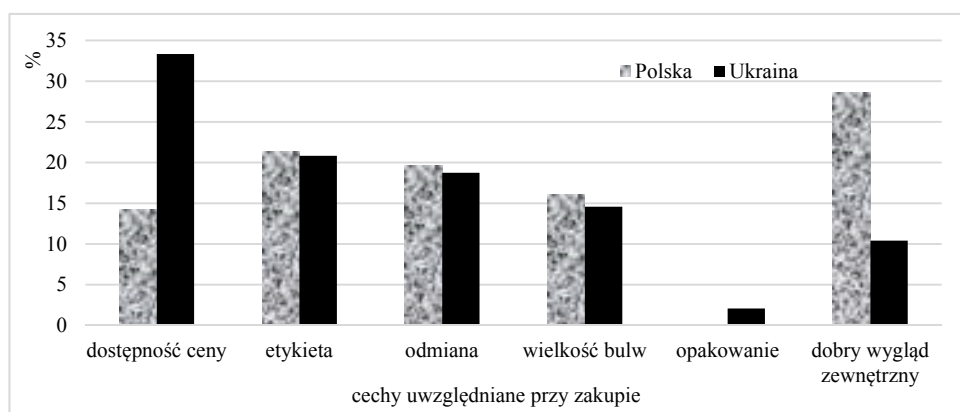 %
35
30
25
20
15
10
5
0
Polska Ukraina
dostępność ceny etykieta odmiana wielkość bulw opakowanie dobry wygląd
zewnętrzny
cechy uwzględniane przy zakupie